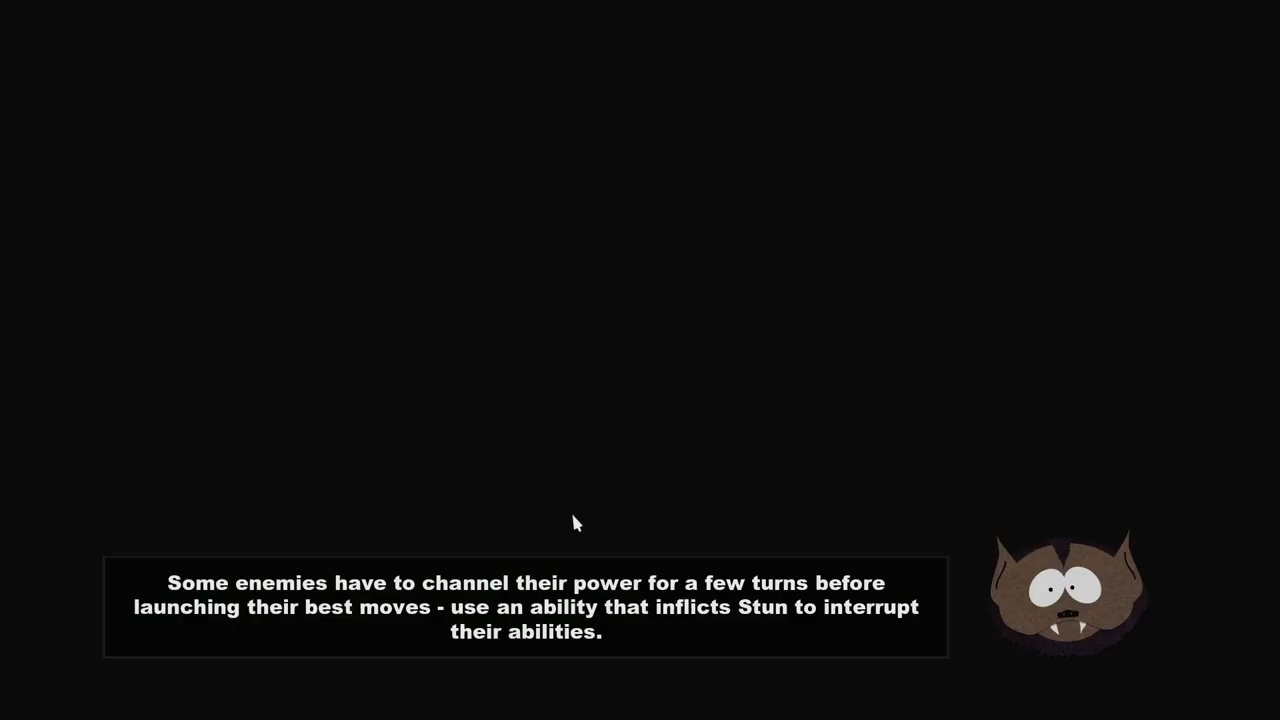 Some enemies have to channel their power for a few turns before
launching their best moves - use an ability that inflicts Stun to interrupt
their abilities.